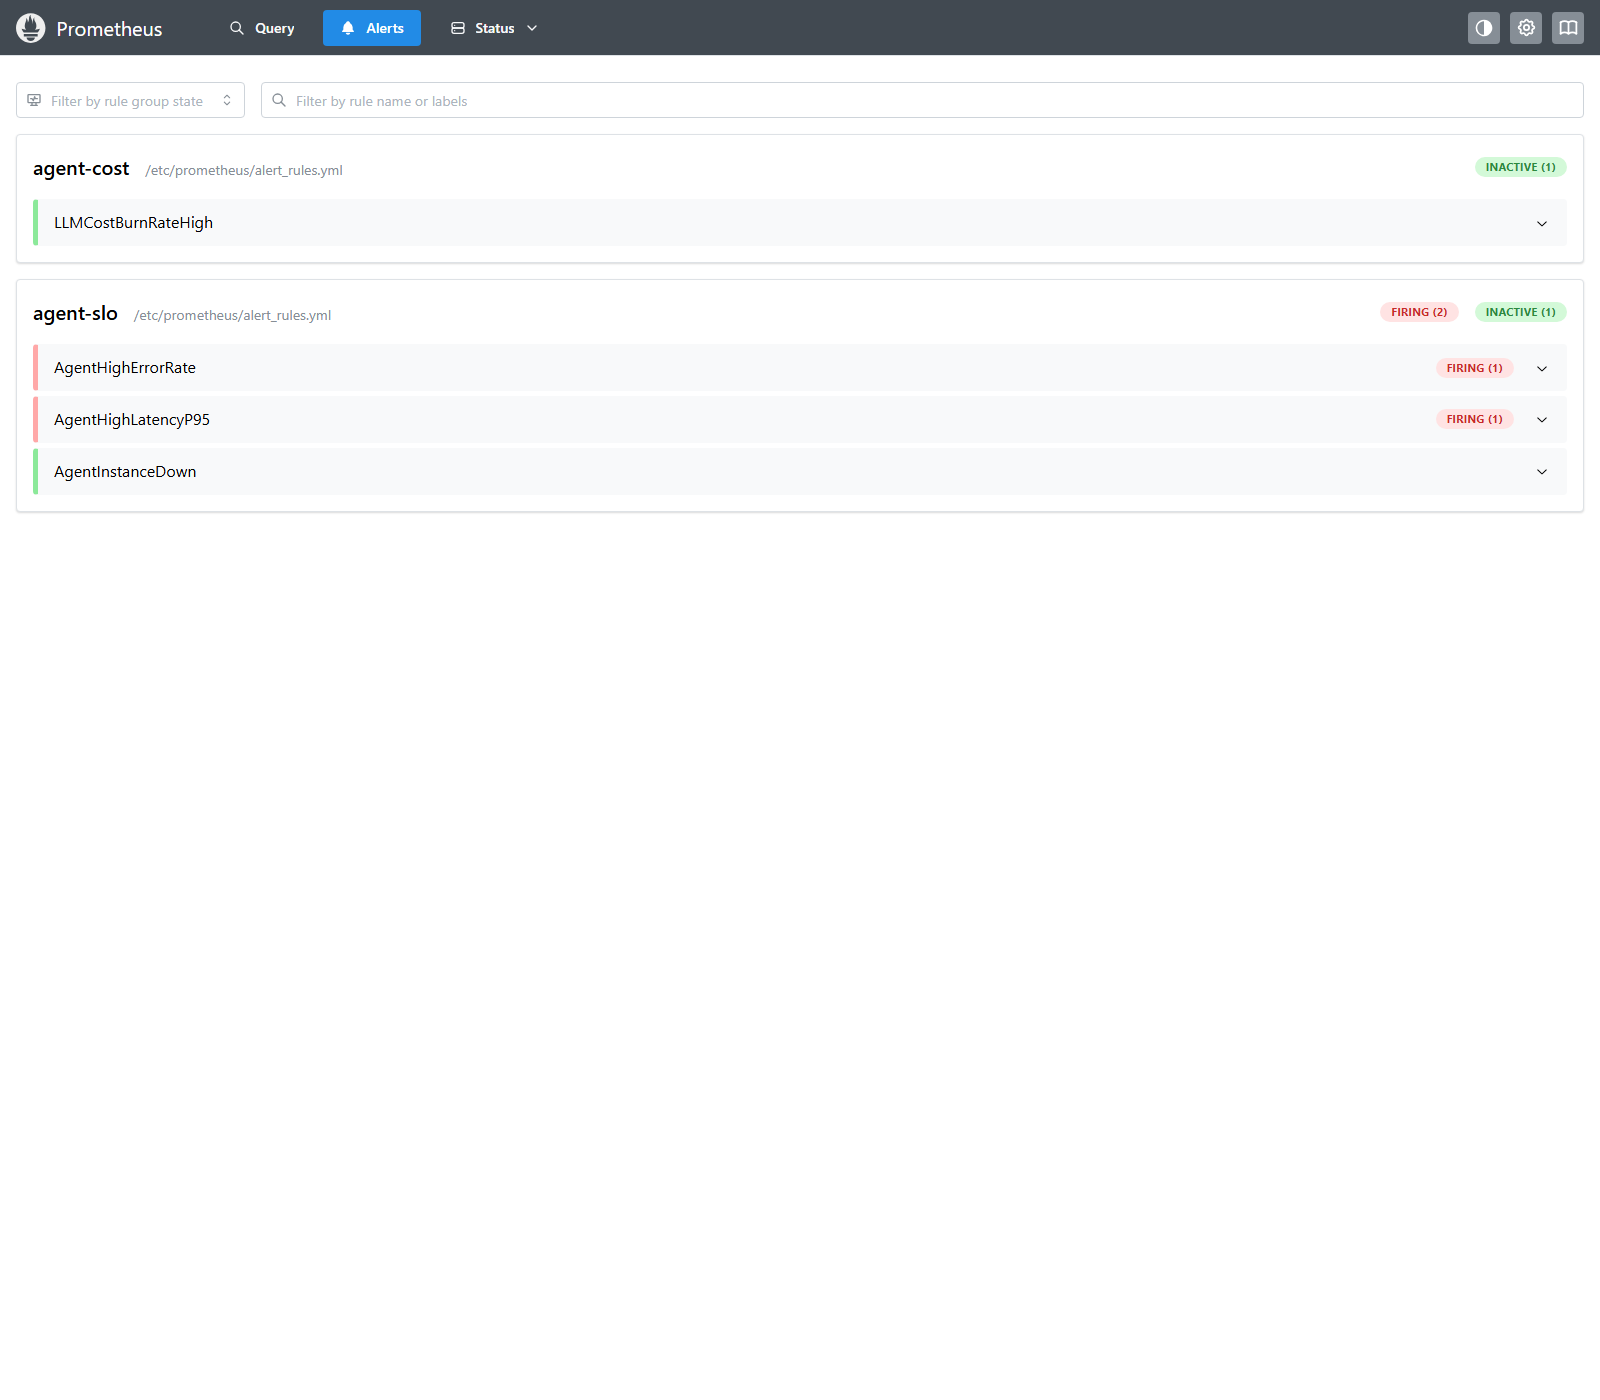 Prometheus Query Alerts Status
Filter by rule group state Filter by rule name or labels
agent-cost /etc/prometheus/alert_rules.yml INACTIVE (1)
LLMCostBurnRateHigh
agent-slo /etc/prometheus/alert_rules.yml FIRING (2) INACTIVE (1)
AgentHighErrorRate FIRING (1)
AgentHighLatencyP95 FIRING (1)
AgentInstanceDown